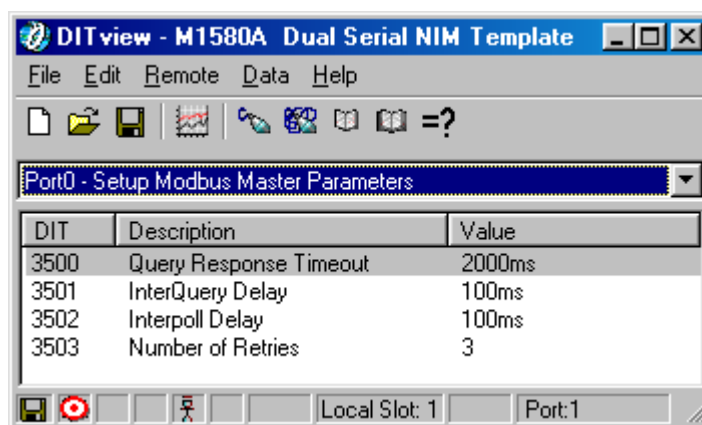 DITview - M1580A Dual Serial NIM Template
File Edit Remote Data Help
=?
Port0 - Setup Modbus Master Parameters
DIT Description Value
3500 Query Response Timeout 2000ms
3501 InterQuery Delay 100ms
3502 Interpoll Delay 100ms
3503 Number of Retries 3
Local Slot: 1 Port:1